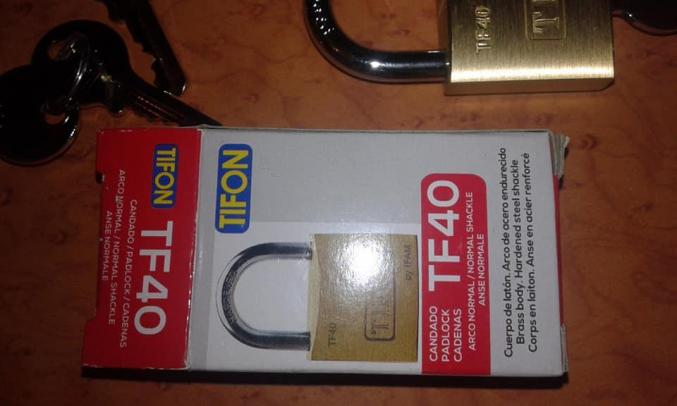 TF40
TIFON
TF40
CANDADO / PADLOCK / CADENAS
ARCO NORMAL / NORMAL SHACKLE
ANSE NORMALE
TIFON
TF40
by IFAM
CANDADO
PADLOCK
CADENAS
TF40
ARCO NORMAL / NORMAL SHACKLE
ANSE NORMALE
Cuerpo de latón. Arco de acero endurecido
Brass body. Hardened steel shackle
Corps en laiton. Anse en acier renforcé